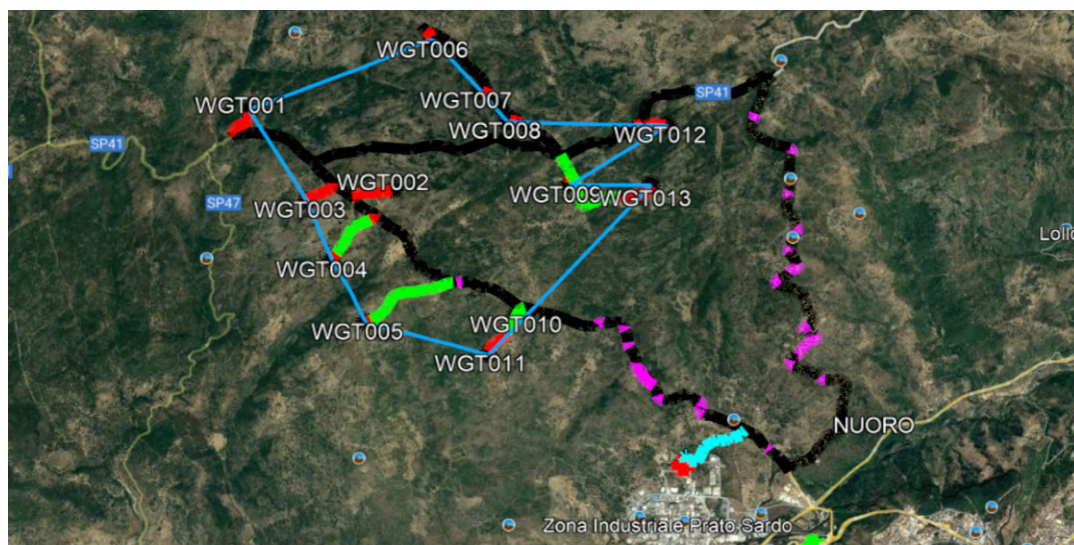 WGT006
WGT001
WGT007
SP41
WGT008
WGT012
SP41
WGT002
WGT009
WGT013
WGT003
SP47
WGT004
WGT005
WGT010
WGT011
NUORO
Zona Industriale Prato Sardo